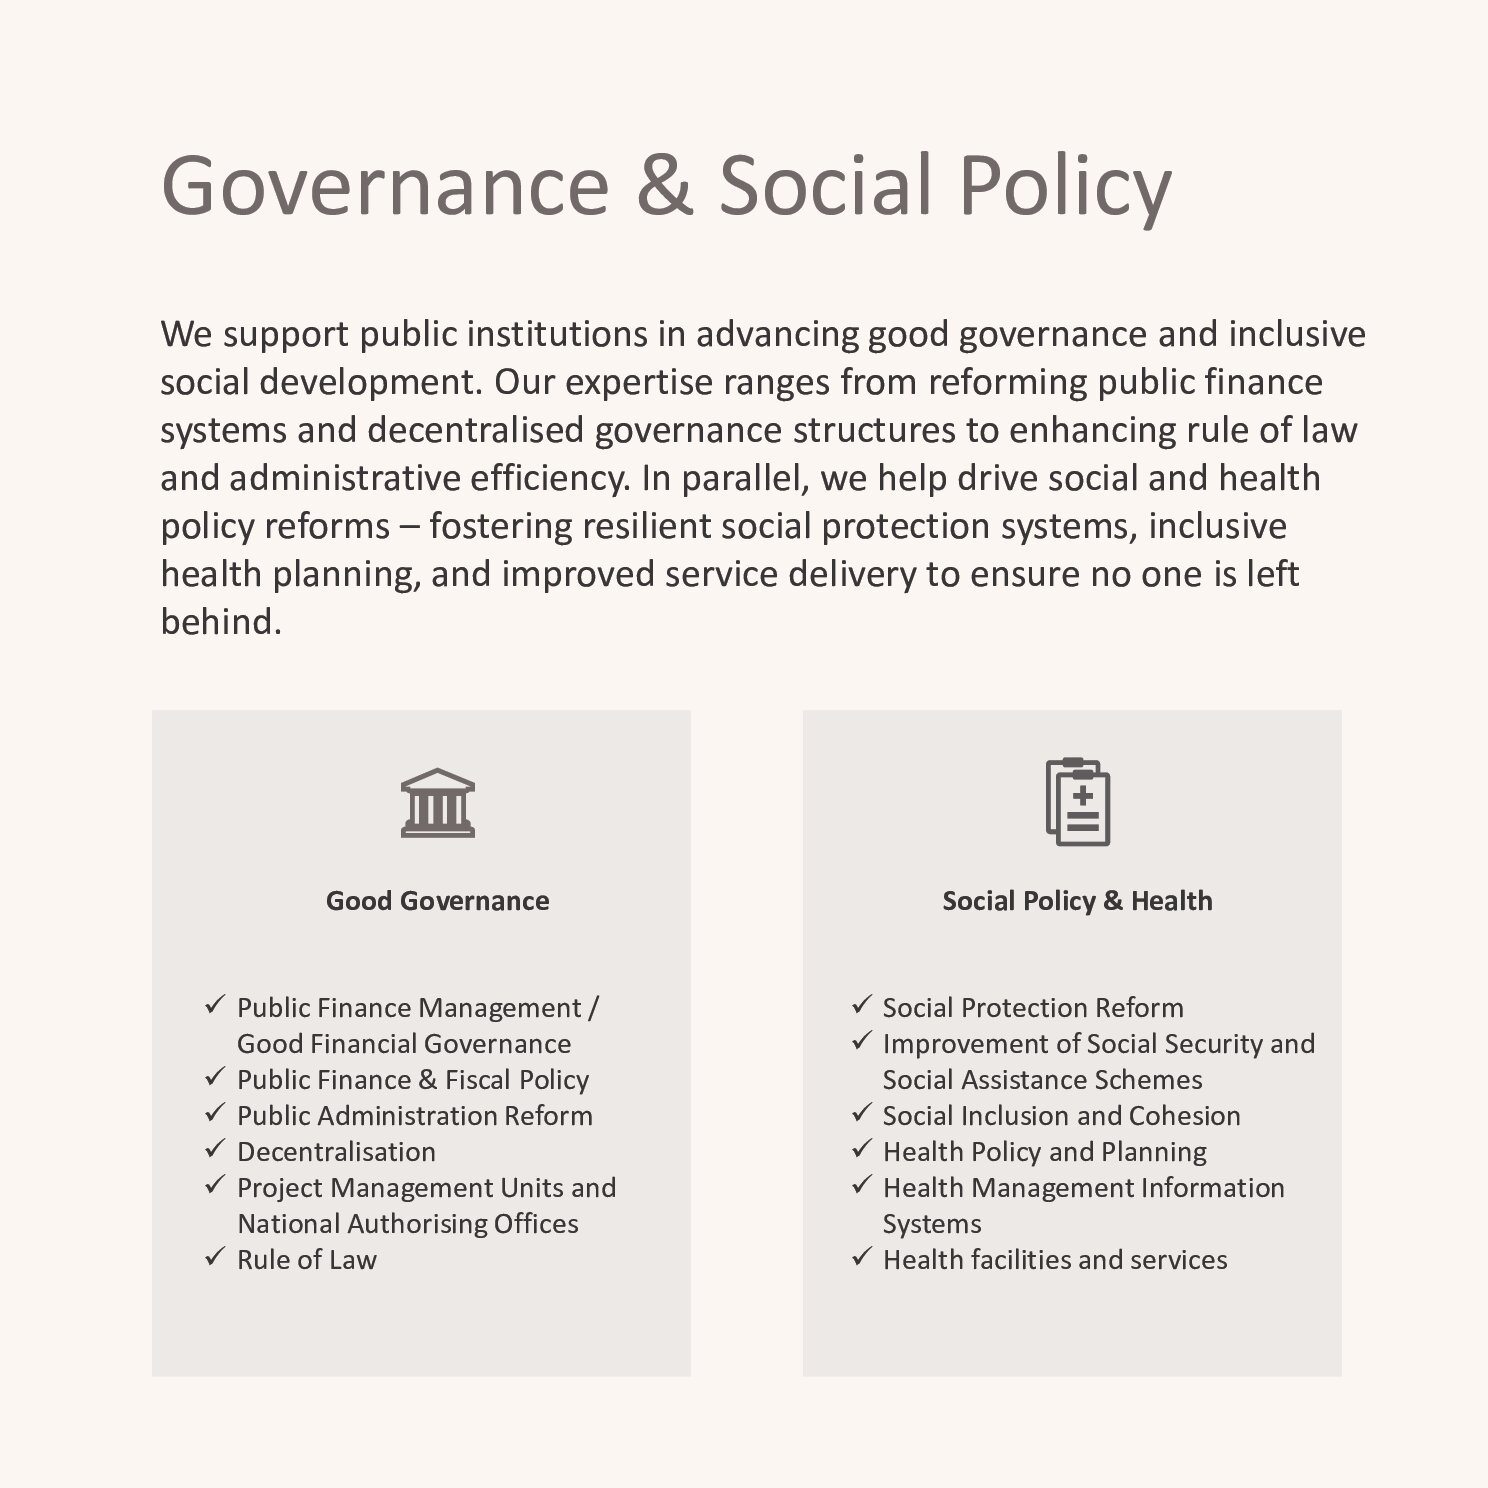 Governance & Social Policy
We support public institutions in advancing good governance and inclusive
social development. Our expertise ranges from reforming public finance
systems and decentralised governance structures to enhancing rule of law
and administrative efficiency. In parallel, we help drive social and health
policy reforms – fostering resilient social protection systems, inclusive
health planning, and improved service delivery to ensure no one is left
behind.
Good Governance
✓ Public Finance Management /
Good Financial Governance
✓ Public Finance & Fiscal Policy
✓ Public Administration Reform
✓ Decentralisation
✓ Project Management Units and
National Authorising Offices
✓ Rule of Law
Social Policy & Health
✓ Social Protection Reform
✓ Improvement of Social Security and
Social Assistance Schemes
✓ Social Inclusion and Cohesion
✓ Health Policy and Planning
✓ Health Management Information
Systems
✓ Health facilities and services